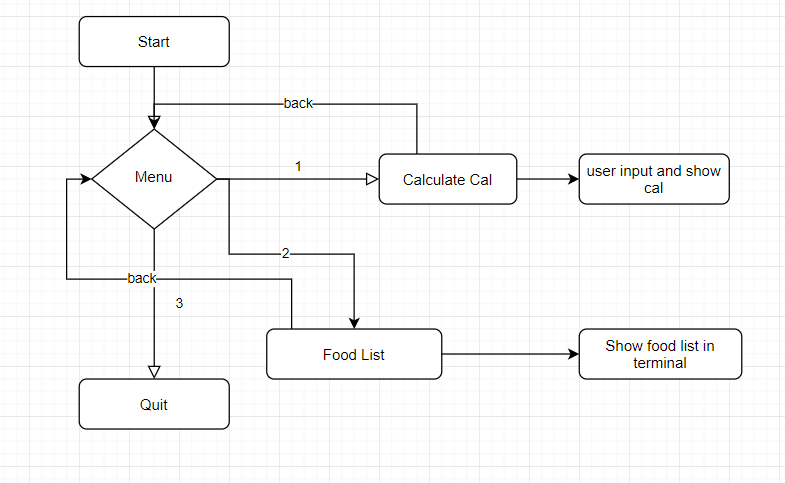 Start
back
1
Menu
Calculate Cal
user input and show
cal
2
back
3
Food List
Show food list in
terminal
Quit